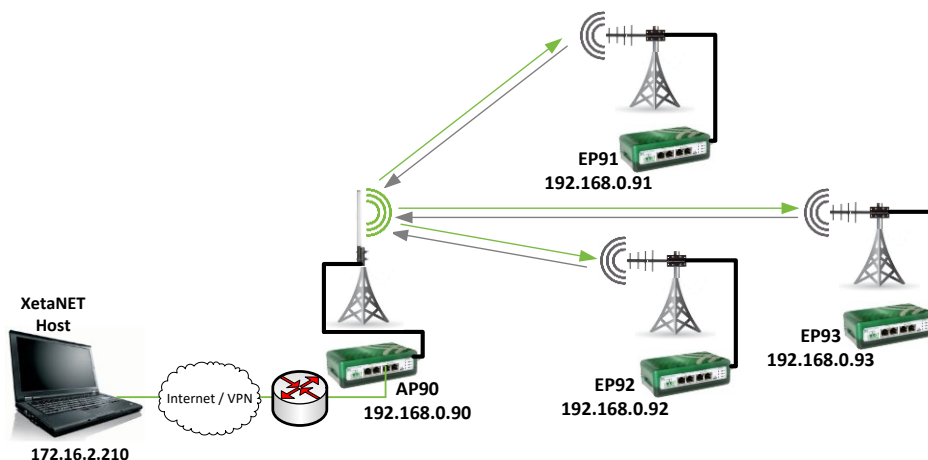 EP91
192.168.0.91
XetaNET
Host
Internet / VPN
AP90
192.168.0.90
EP92
192.168.0.92
EP93
192.168.0.93
172.16.2.210